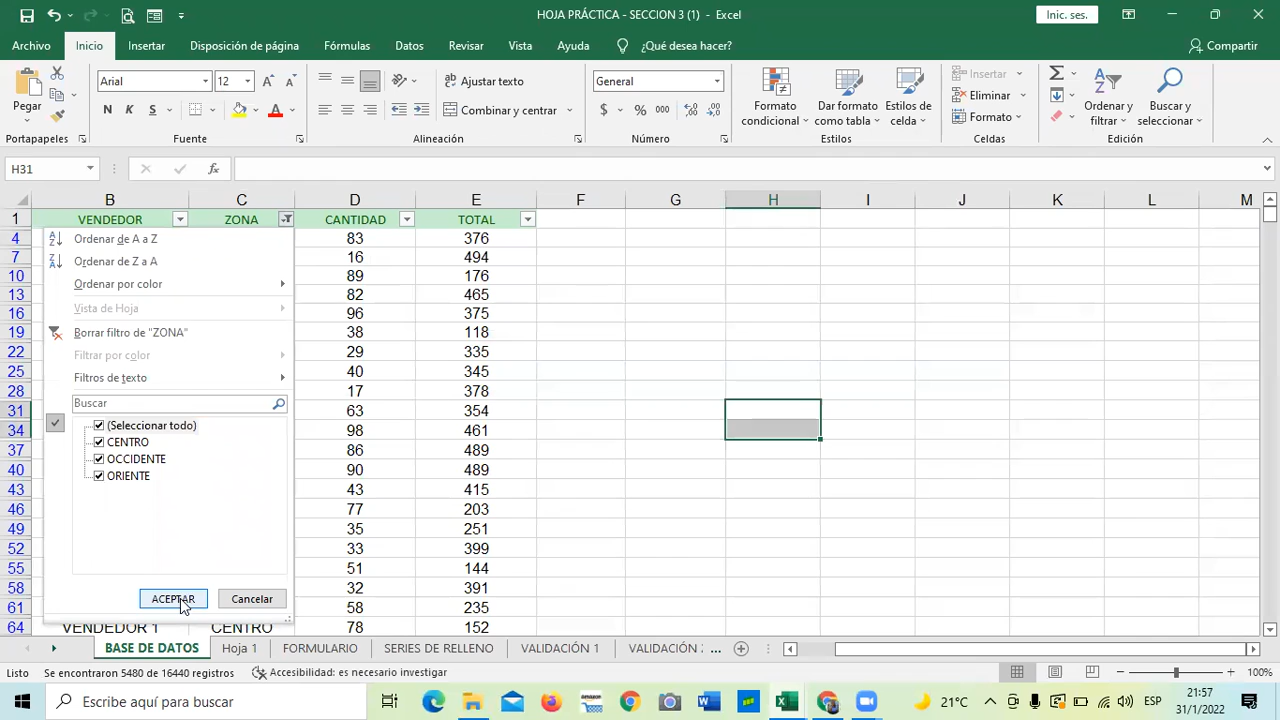 HOJA PRÁCTICA - SECCION 3 (1) - Excel
Inic. ses.
Archivo Inicio Insertar Disposición de página Fórmulas Datos Revisar Vista Ayuda ¿Qué desea hacer? Compartir
Pegar
Arial 12
Ajustar texto
General
N K S
Combinar y centrar
$ % 000
Formato condicional
Dar formato como tabla
Estilos de celda
Insertar
Eliminar
Formato
Ordenar y filtrar
Buscar y seleccionar
Portapapeles Fuente Alineación Número Estilos Celdas Edición
H31
fx
B C D E F G H I J K L M
1 VENDEDOR ZONA CANTIDAD TOTAL
4 83 376
7 16 494
10 89 176
13 82 465
16 96 375
19 38 118
22 29 335
25 40 345
28 17 378
31 63 354
34 98 461
37 86 489
40 90 489
43 43 415
46 77 203
49 35 251
52 33 399
55 51 144
58 32 391
61 58 235
64 VENDEDOR 1 CENTRO 78 152
Ordenar de A a Z
Ordenar de Z a A
Ordenar por color
Vista de Hoja
Borrar filtro de "ZONA"
Filtrar por color
Filtros de texto
Buscar
(Seleccionar todo)
CENTRO
OCCIDENTE
ORIENTE
ACEPTAR Cancelar
BASE DE DATOS Hoja 1 FORMULARIO SERIES DE RELLENO VALIDACIÓN 1 VALIDACIÓN 2 ...
Listo Se encontraron 5480 de 16440 registros Accesibilidad: es necesario investigar 100%
Escribe aquí para buscar
amazon
21°C
ESP
21:57
31/1/2022